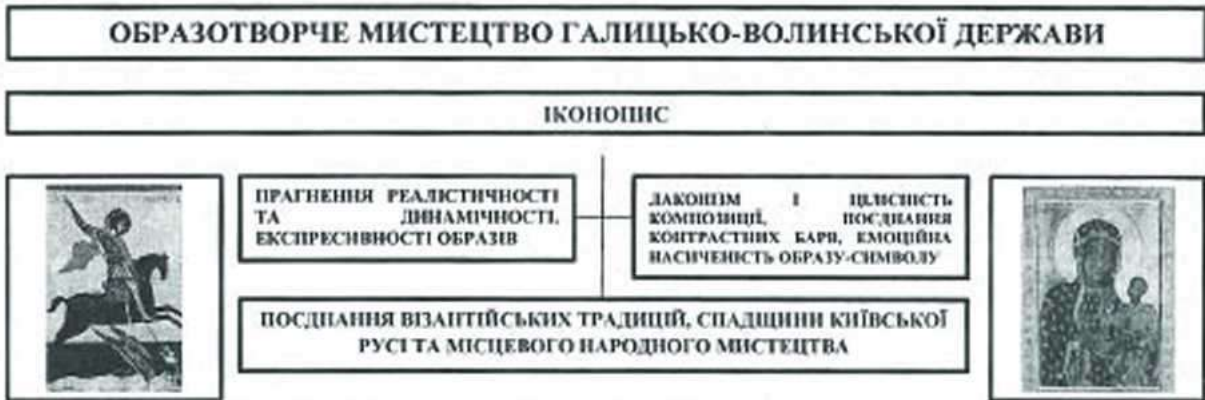 ОБРАЗОТВОРЧЕ МИСТЕЦТВО ГАЛИЦЬКО-ВОЛИНСЬКОЇ ДЕРЖАВИ
ІКОНОПИС
ПРАГНЕННЯ РЕАЛІСТИЧНОСТІ
ТА ДИНАМІЧНОСТІ,
ЕКСПРЕСИВНОСТІ ОБРАЗІВ
ЛАКОНІЗМ І ЦІЛІСНІСТЬ
КОМПОЗИЦІЇ, ПОЄДНАННЯ
КОНТРАСТНИХ БАРВ, ЕМОЦІЙНА
НАСИЧЕНІСТЬ ОБРАЗУ-СИМВОЛУ
ПОЄДНАННЯ ВІЗАНТІЙСЬКИХ ТРАДИЦІЙ, СПАДЩИНИ КИЇВСЬКОЇ
РУСІ ТА МІСЦЕВОГО НАРОДНОГО МИСТЕЦТВА